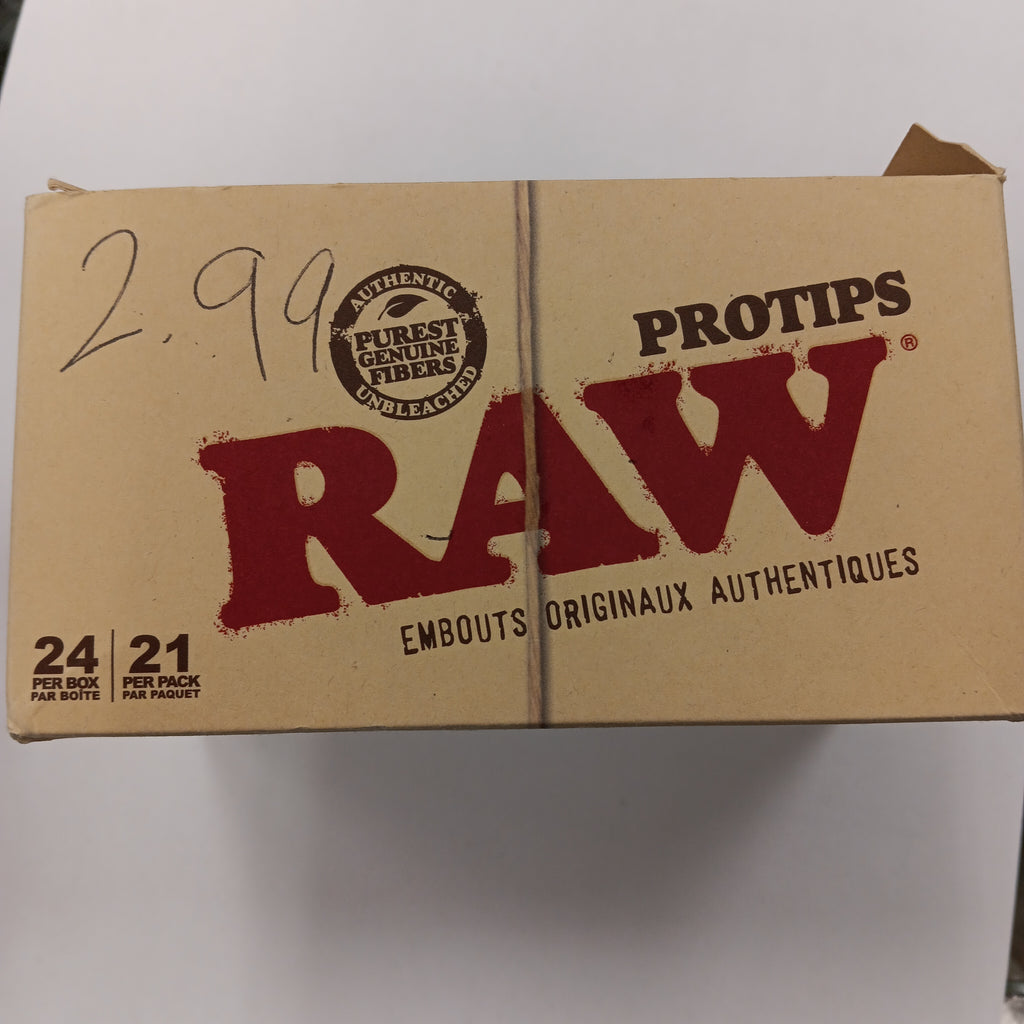 2.99
AUTHENTIC
PUREST
GENUINE
FIBERS
UNBLEACHED
PROTIPS
RAW®
EMBOUTS ORIGINAUX AUTHENTIQUES
24 PER BOX PAR BOÎTE
21 PER PACK PAR PAQUET